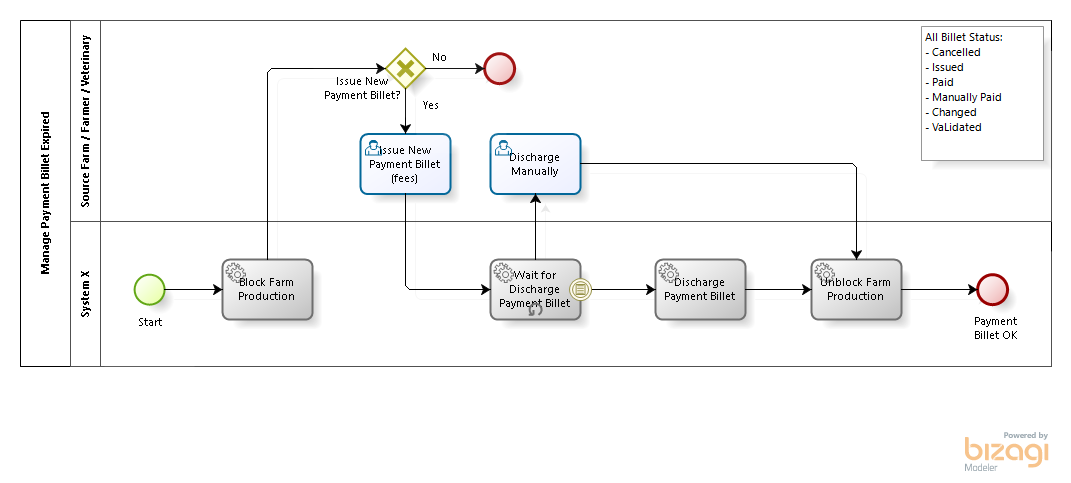 Manage Payment Billet Expired
Source Farm / Farmer / Veterinary
System X
All Billet Status:
- Cancelled
- Issued
- Paid
- Manually Paid
- Changed
- VaLidated
No
Issue New
Payment Billet?
Yes
Issue New
Payment Billet
(fees)
Discharge
Manually
Start
Block Farm
Production
Wait for
Discharge
Payment Billet
Discharge
Payment Billet
Unblock Farm
Production
Payment
Billet OK
Powered by
bizagi
Modeler